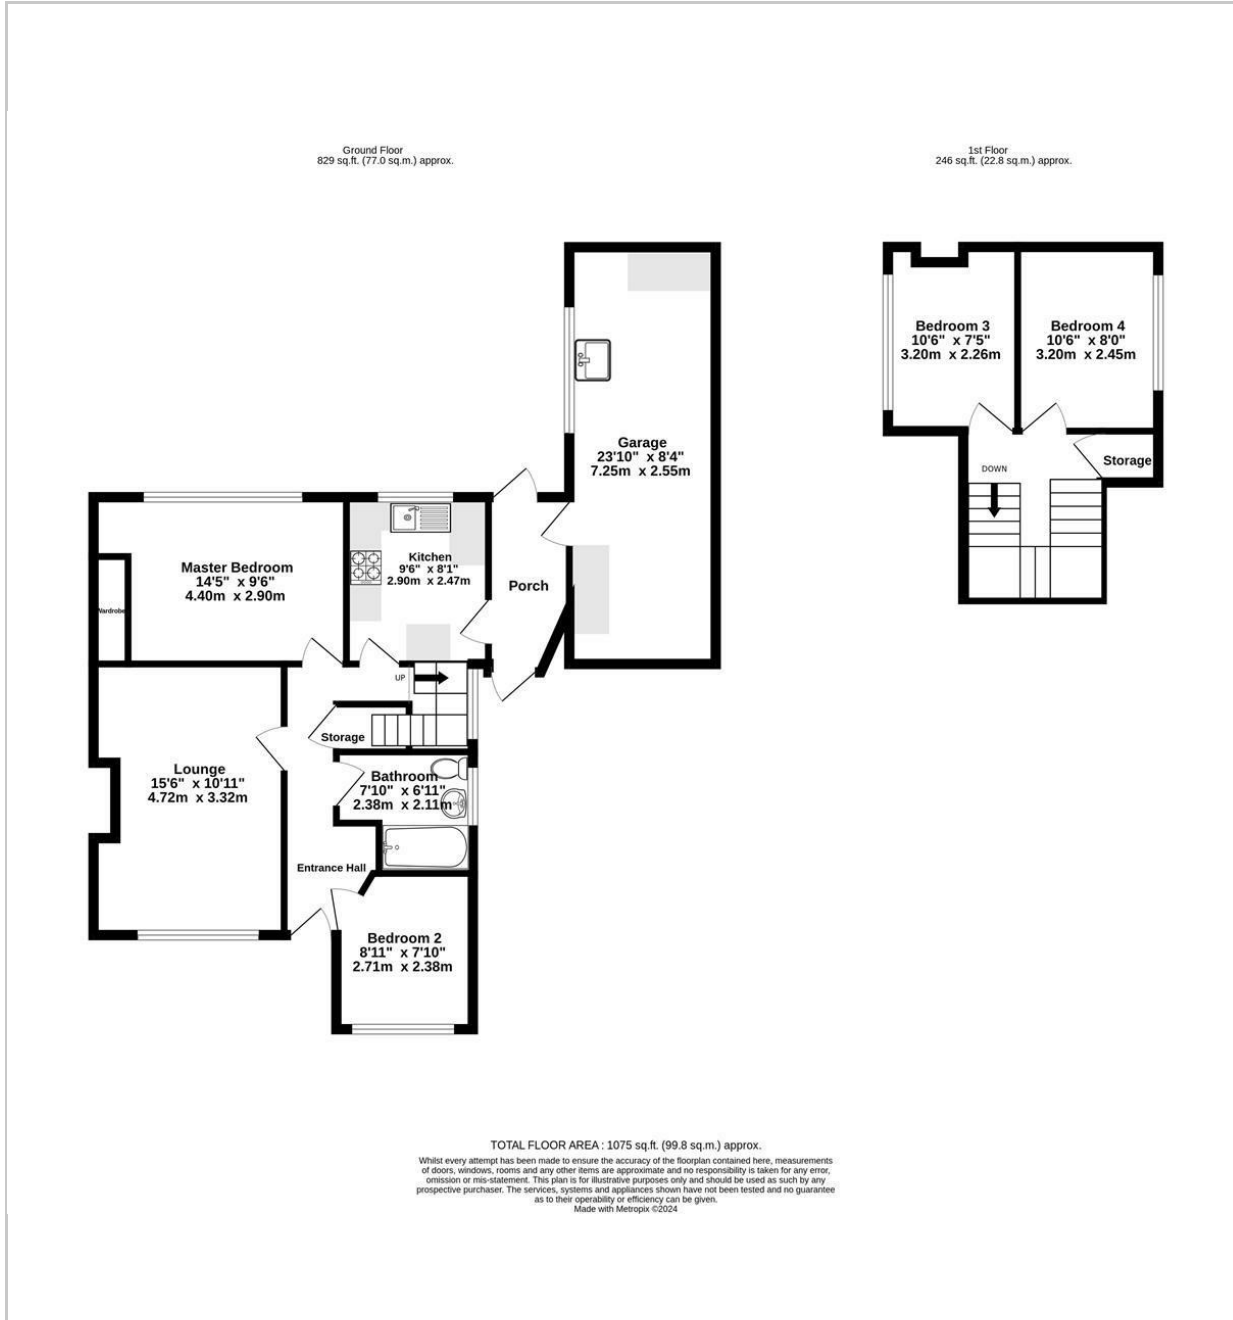 Ground Floor
829 sq.ft. (77.0 sq.m.) approx.
1st Floor
246 sq.ft. (22.8 sq.m.) approx.
Bedroom 3
10'6" x 7'5"
3.20m x 2.26m
Bedroom 4
10'6" x 8'0"
3.20m x 2.45m
Garage
23'10" x 8'4"
7.25m x 2.55m
DOWN
Storage
Master Bedroom
14'5" x 9'6"
4.40m x 2.90m
Kitchen
9'6" x 8'1"
2.90m x 2.47m
Porch
Wardrobe
UP
Storage
Lounge
15'6" x 10'11"
4.72m x 3.32m
Bathroom
7'10" x 6'11"
2.38m x 2.11m
Entrance Hall
Bedroom 2
8'11" x 7'10"
2.71m x 2.38m
TOTAL FLOOR AREA : 1075 sq.ft. (99.8 sq.m.) approx.
Whilst every attempt has been made to ensure the accuracy of the floorplan contained here, measurements
of doors, windows, rooms and any other items are approximate and no responsibility is taken for any error,
omission or mis-statement. This plan is for illustrative purposes only and should be used as such by any
prospective purchaser. The services, systems and appliances shown have not been tested and no guarantee
as to their operability or efficiency can be given.
Made with Metropix ©2024